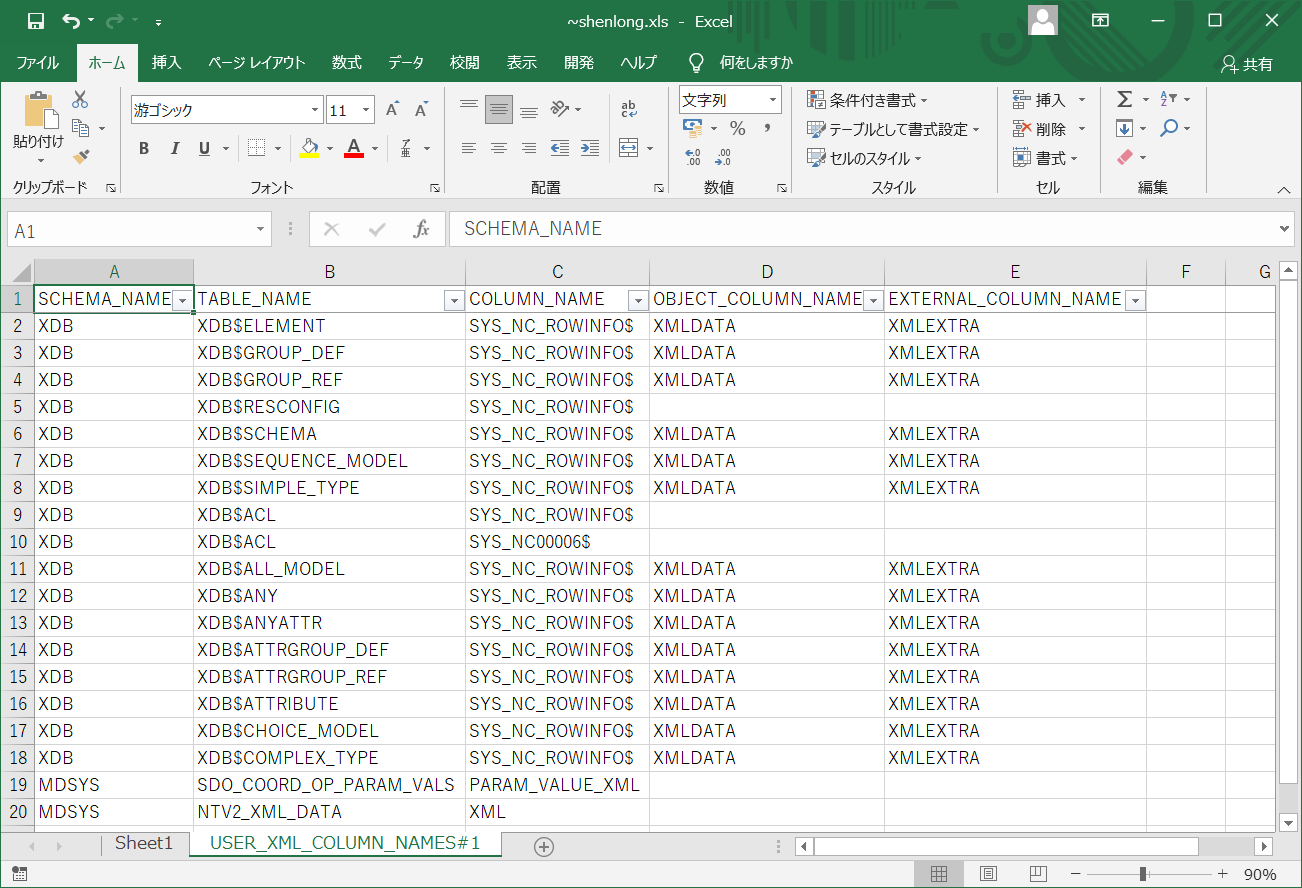 ~shenlong.xls - Excel
ファイル ホーム 挿入 ページ レイアウト 数式 データ 校閲 表示 開発 ヘルプ 何をしますか 共有
貼り付け
クリップボード
游ゴシック 11
B I U A
フォント
ab
配置
文字列
% ,
数値
条件付き書式
テーブルとして書式設定
セルのスタイル
スタイル
挿入
削除
書式
セル
Σ
編集
A1 fx SCHEMA_NAME
A B C D E F G
1 SCHEMA_NAME TABLE_NAME COLUMN_NAME OBJECT_COLUMN_NAME EXTERNAL_COLUMN_NAME
2 XDB XDB$ELEMENT SYS_NC_ROWINFO$ XMLDATA XMLEXTRA
3 XDB XDB$GROUP_DEF SYS_NC_ROWINFO$ XMLDATA XMLEXTRA
4 XDB XDB$GROUP_REF SYS_NC_ROWINFO$ XMLDATA XMLEXTRA
5 XDB XDB$RESCONFIG SYS_NC_ROWINFO$
6 XDB XDB$SCHEMA SYS_NC_ROWINFO$ XMLDATA XMLEXTRA
7 XDB XDB$SEQUENCE_MODEL SYS_NC_ROWINFO$ XMLDATA XMLEXTRA
8 XDB XDB$SIMPLE_TYPE SYS_NC_ROWINFO$ XMLDATA XMLEXTRA
9 XDB XDB$ACL SYS_NC_ROWINFO$
10 XDB XDB$ACL SYS_NC00006$
11 XDB XDB$ALL_MODEL SYS_NC_ROWINFO$ XMLDATA XMLEXTRA
12 XDB XDB$ANY SYS_NC_ROWINFO$ XMLDATA XMLEXTRA
13 XDB XDB$ANYATTR SYS_NC_ROWINFO$ XMLDATA XMLEXTRA
14 XDB XDB$ATTRGROUP_DEF SYS_NC_ROWINFO$ XMLDATA XMLEXTRA
15 XDB XDB$ATTRGROUP_REF SYS_NC_ROWINFO$ XMLDATA XMLEXTRA
16 XDB XDB$ATTRIBUTE SYS_NC_ROWINFO$ XMLDATA XMLEXTRA
17 XDB XDB$CHOICE_MODEL SYS_NC_ROWINFO$ XMLDATA XMLEXTRA
18 XDB XDB$COMPLEX_TYPE SYS_NC_ROWINFO$ XMLDATA XMLEXTRA
19 MDSYS SDO_COORD_OP_PARAM_VALS PARAM_VALUE_XML
20 MDSYS NTV2_XML_DATA XML
Sheet1 USER_XML_COLUMN_NAMES#1
90%